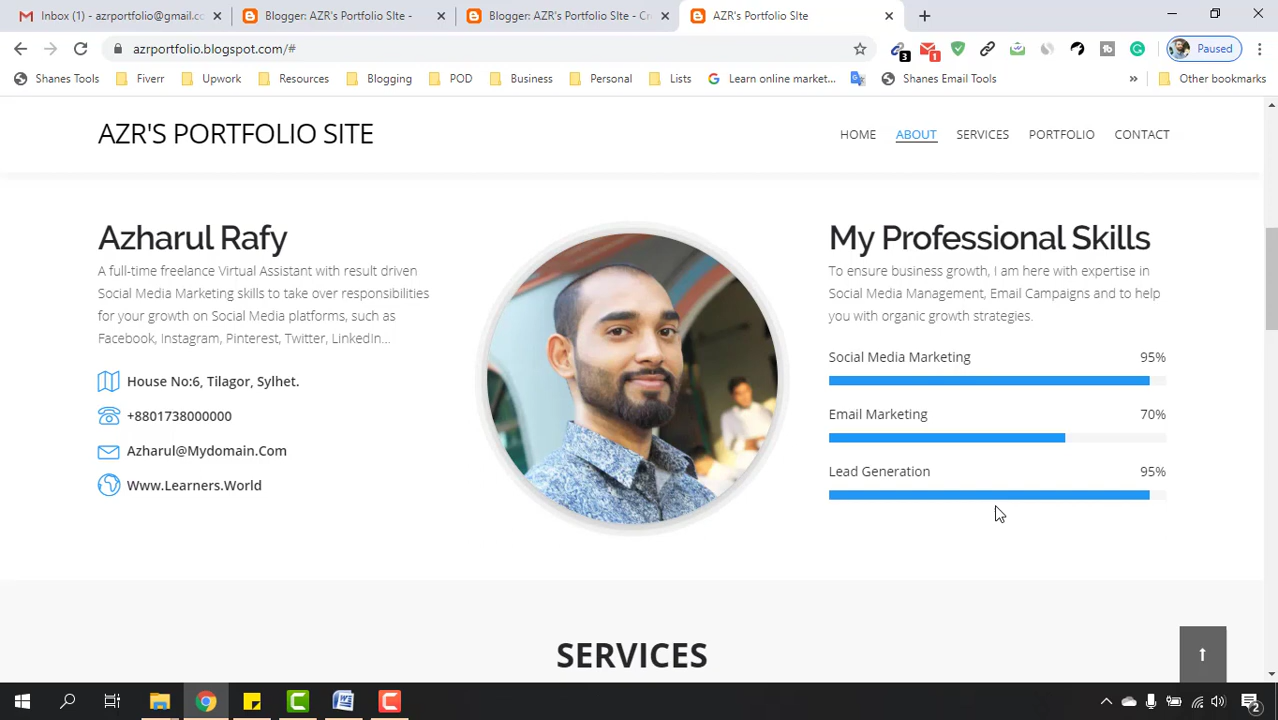 Inbox (1) - azrportfolio@gmail.co
Blogger: AZR's Portfolio SIte -
Blogger: AZR's Portfolio SIte - Cr
AZR's Portfolio SIte
azrportfolio.blogspot.com/#
3
1
Paused
Shanes Tools
Fiverr
Upwork
Resources
Blogging
POD
Business
Personal
Lists
Learn online market...
Shanes Email Tools
»
Other bookmarks
AZR'S PORTFOLIO SITE
HOME
ABOUT
SERVICES
PORTFOLIO
CONTACT
Azharul Rafy
A full-time freelance Virtual Assistant with result driven
Social Media Marketing skills to take over responsibilities
for your growth on Social Media platforms, such as
Facebook, Instagram, Pinterest, Twitter, LinkedIn...
House No:6, Tilagor, Sylhet.
+8801738000000
Azharul@Mydomain.Com
Www.Learners.World
My Professional Skills
To ensure business growth, I am here with expertise in
Social Media Management, Email Campaigns and to help
you with organic growth strategies.
Social Media Marketing 95%
Email Marketing 70%
Lead Generation 95%
SERVICES
2